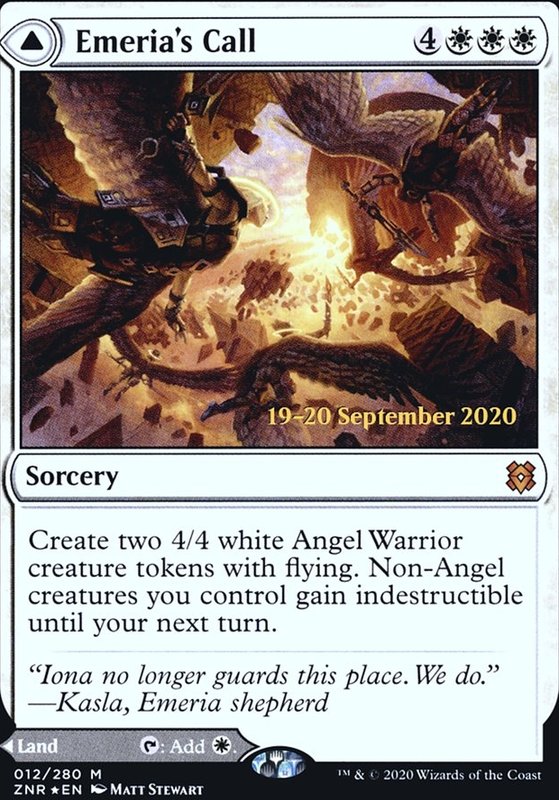 Emeria's Call 4
19–20 September 2020
Sorcery
Create two 4/4 white Angel Warrior
creature tokens with flying. Non-Angel
creatures you control gain indestructible
until your next turn.
“Iona no longer guards this place. We do.”
—Kasla, Emeria shepherd
Land : Add .
012/280 M
ZNR ★ EN Matt Stewart
™ & © 2020 Wizards of the Coast